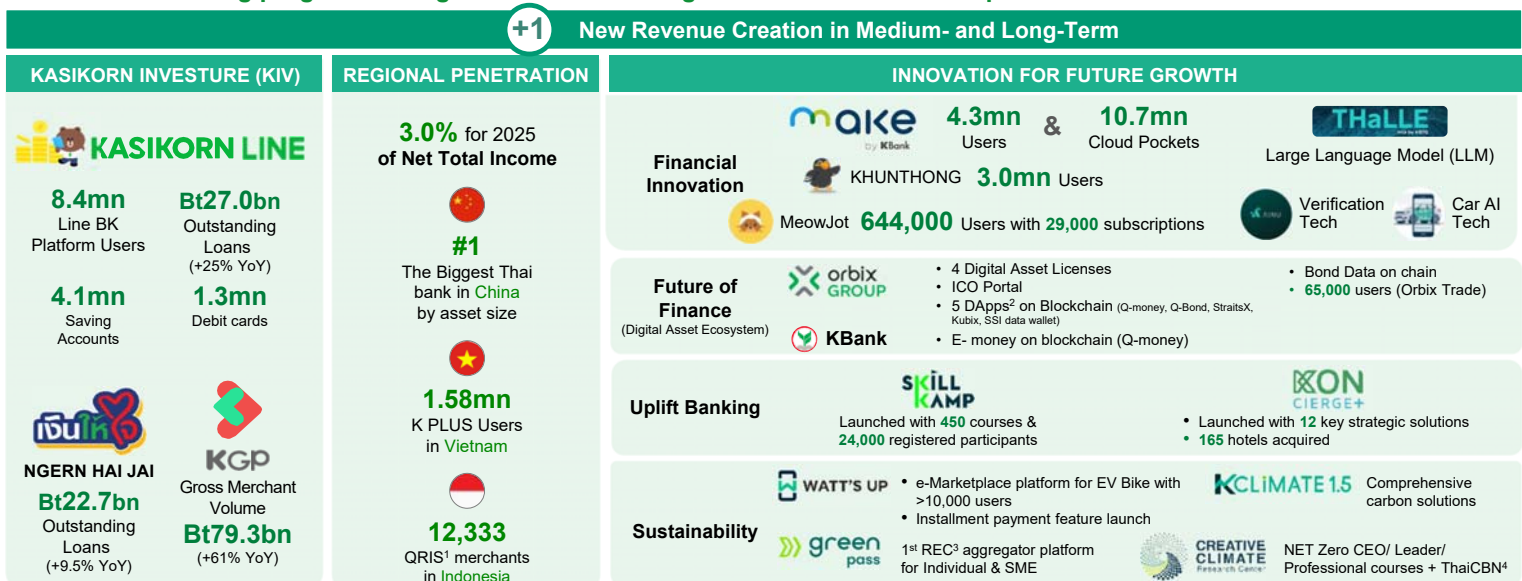 +1 New Revenue Creation in Medium- and Long-Term
KASIKORN INVESTURE (KIV)
KASIKORN LINE
8.4mn
Line BK
Platform Users
Bt27.0bn
Outstanding
Loans
(+25% YoY)
4.1mn
Saving
Accounts
1.3mn
Debit cards
เงินให้ใจ
NGERN HAI JAI
Bt22.7bn
Outstanding
Loans
(+9.5% YoY)
KGP
Gross Merchant
Volume
Bt79.3bn
(+61% YoY)
REGIONAL PENETRATION
3.0% for 2025
of Net Total Income
#1
The Biggest Thai
bank in China
by asset size
1.58mn
K PLUS Users
in Vietnam
12,333
QRIS¹ merchants
in Indonesia
INNOVATION FOR FUTURE GROWTH
Financial
Innovation
make
by KBank
4.3mn
Users
&
10.7mn
Cloud Pockets
KHUNTHONG 3.0mn Users
MeowJot 644,000 Users with 29,000 subscriptions
THaLLE
Large Language Model (LLM)
Verification
Tech
Car AI
Tech
Future of
Finance
(Digital Asset Ecosystem)
orbix
GROUP
KBank
• 4 Digital Asset Licenses
• ICO Portal
• 5 DApps² on Blockchain (Q-money, Q-Bond, StraitsX,
Kubix, SSI data wallet)
• E- money on blockchain (Q-money)
• Bond Data on chain
• 65,000 users (Orbix Trade)
Uplift Banking
SKILL
KAMP
Launched with 450 courses &
24,000 registered participants
KON
CIERGE+
• Launched with 12 key strategic solutions
• 165 hotels acquired
Sustainability
WATT'S UP
• e-Marketplace platform for EV Bike with
>10,000 users
• Installment payment feature launch
KCLiMATE 1.5
Comprehensive
carbon solutions
green
pass
1st REC³ aggregator platform
for Individual & SME
CREATIVE
CLIMATE
Research Center
NET Zero CEO/ Leader/
Professional courses + ThaiCBN⁴